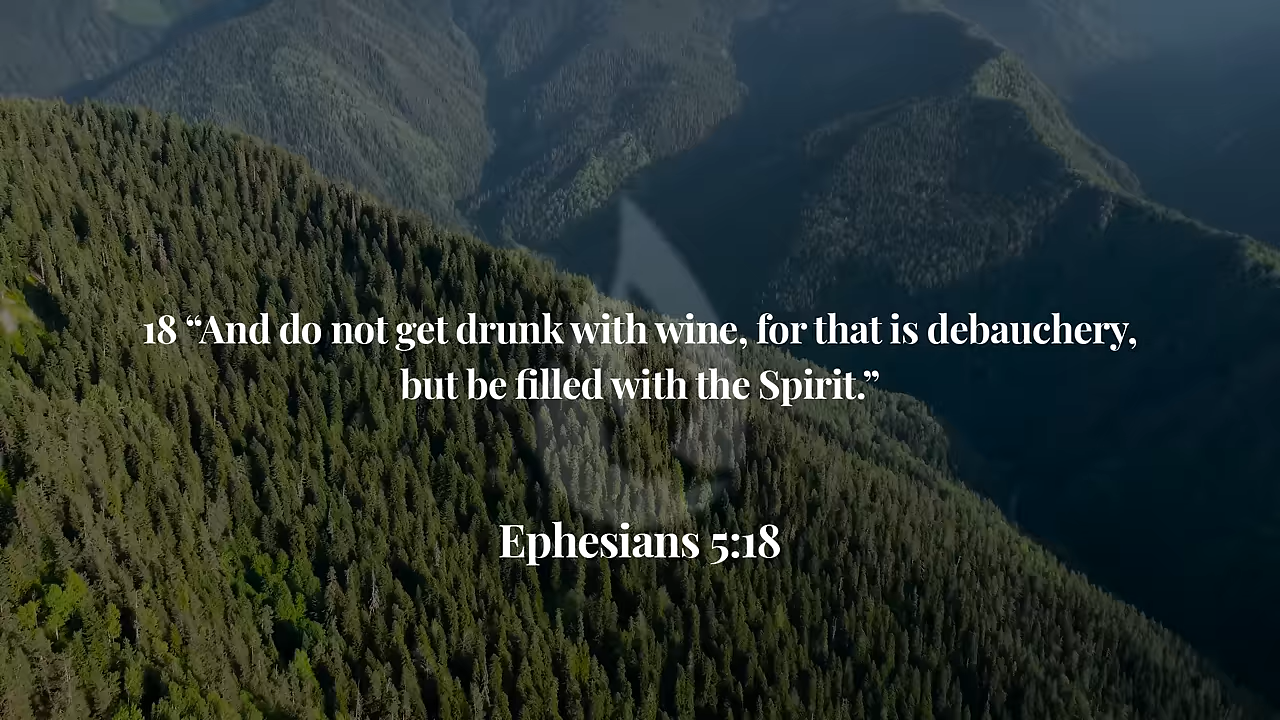 18 “And do not get drunk with wine, for that is debauchery,
but be filled with the Spirit.”
Ephesians 5:18